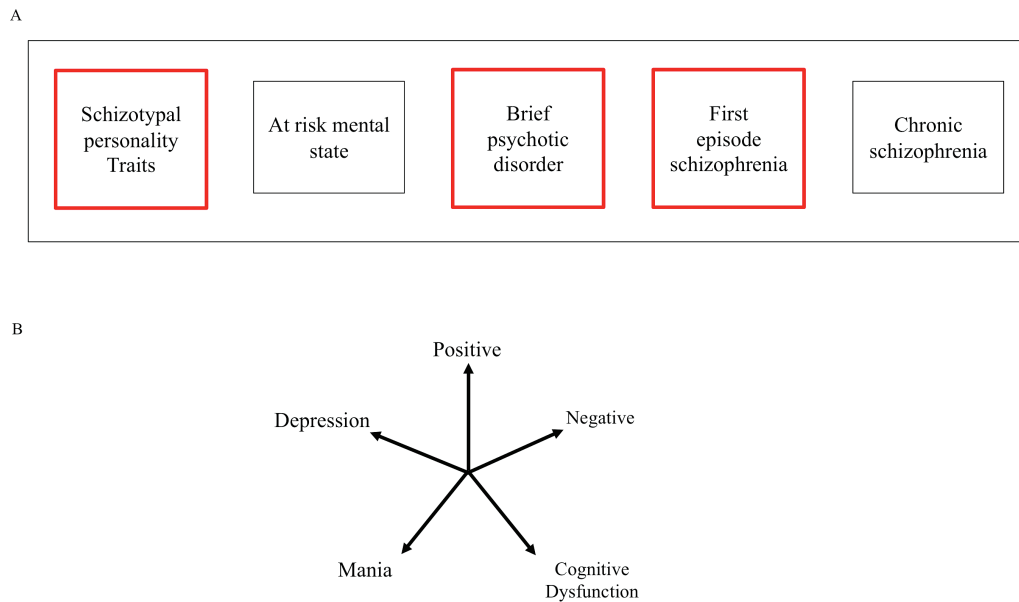 A
Schizotypal
personality
Traits
At risk mental
state
Brief
psychotic
disorder
First
episode
schizophrenia
Chronic
schizophrenia
B
Positive
Depression
Negative
Mania
Cognitive
Dysfunction